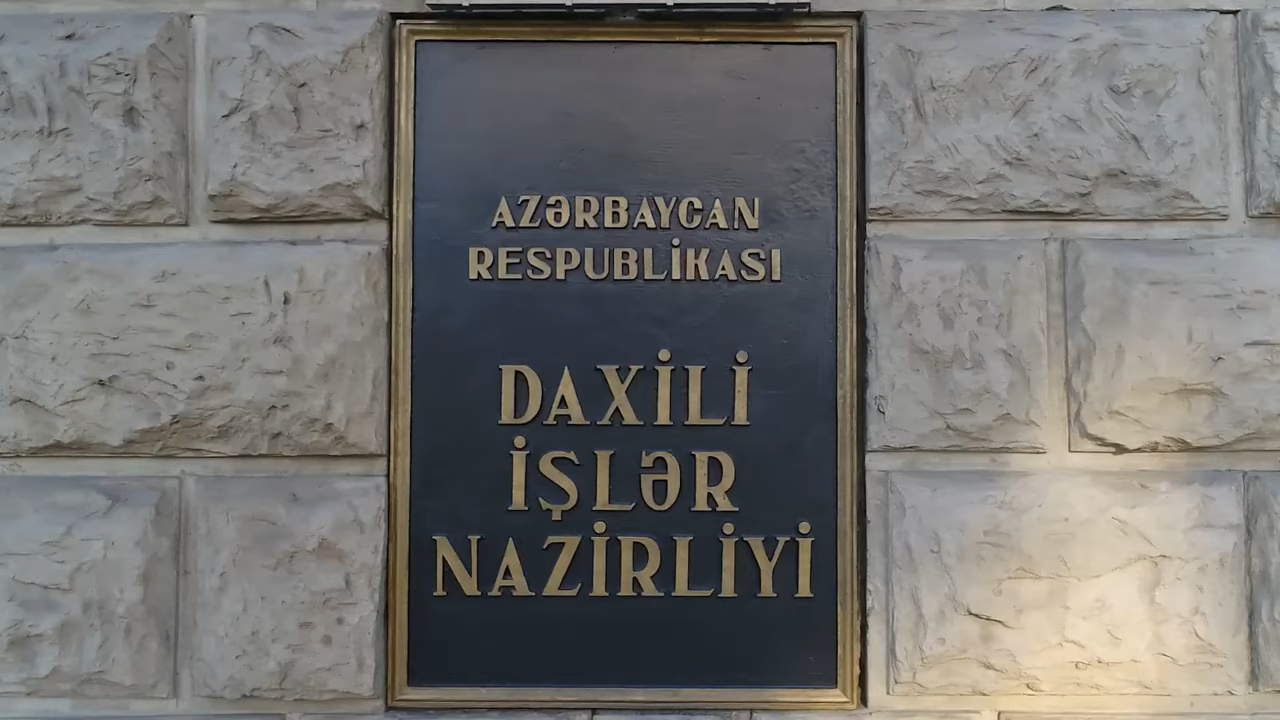 AZƏRBAYCAN
RESPUBLİKASI
DAXİLİ
İŞLƏR
NAZİRLİYİ